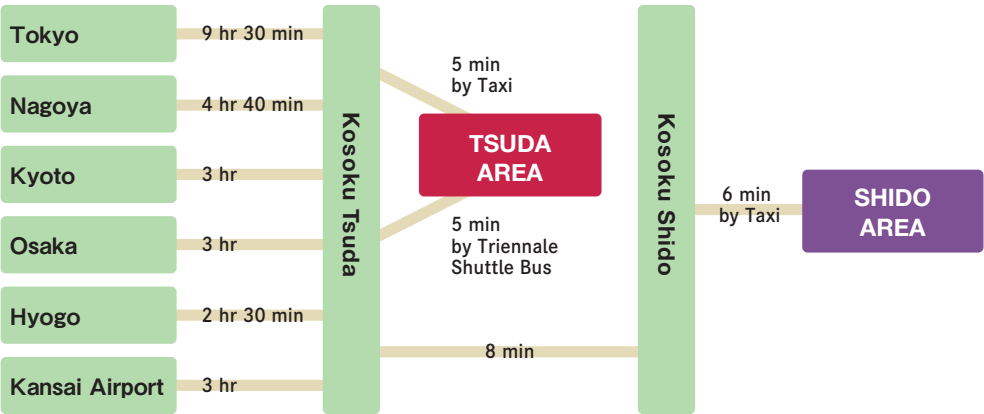 Tokyo
9 hr 30 min
Nagoya
4 hr 40 min
Kyoto
3 hr
Osaka
3 hr
Hyogo
2 hr 30 min
Kansai Airport
3 hr
Kosoku Tsuda
5 min
by Taxi
TSUDA
AREA
5 min
by Triennale
Shuttle Bus
8 min
Kosoku Shido
6 min
by Taxi
SHIDO
AREA